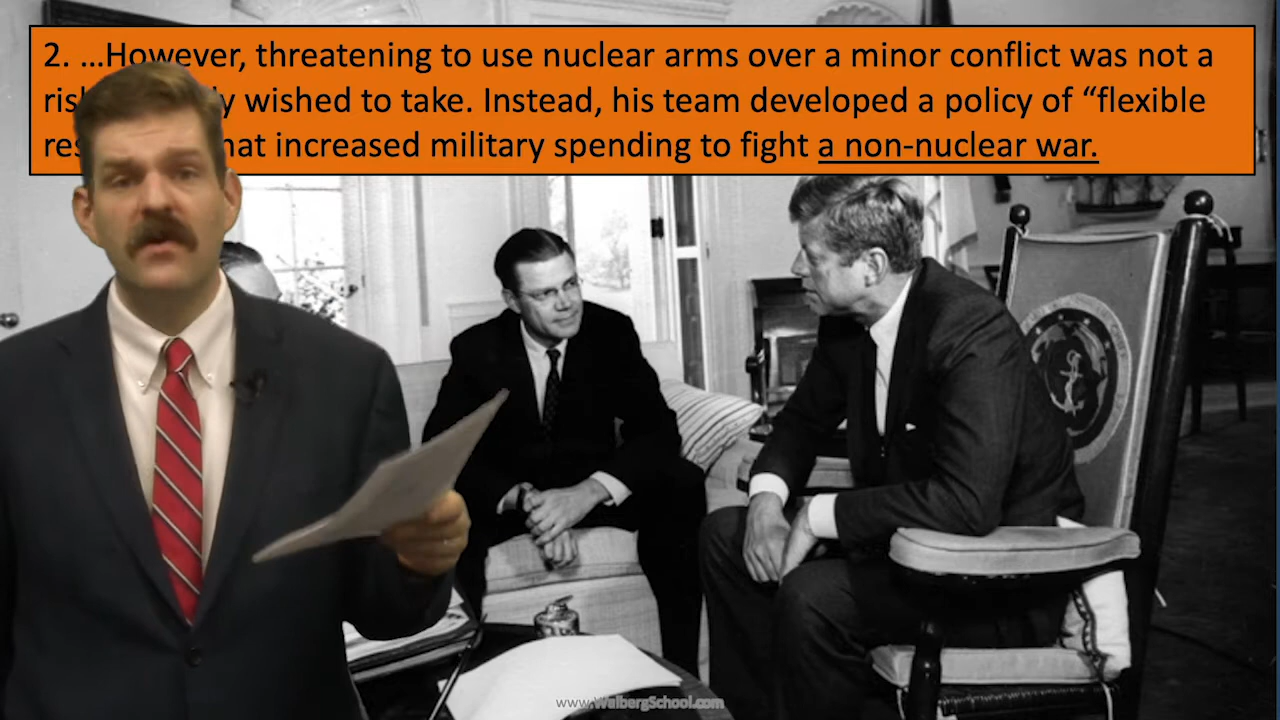 2. …However, threatening to use nuclear arms over a minor conflict was not a
wished to take. Instead, his team developed a policy of “flexible
increased military spending to fight a non-nuclear war.
www.WalbergSchool.com